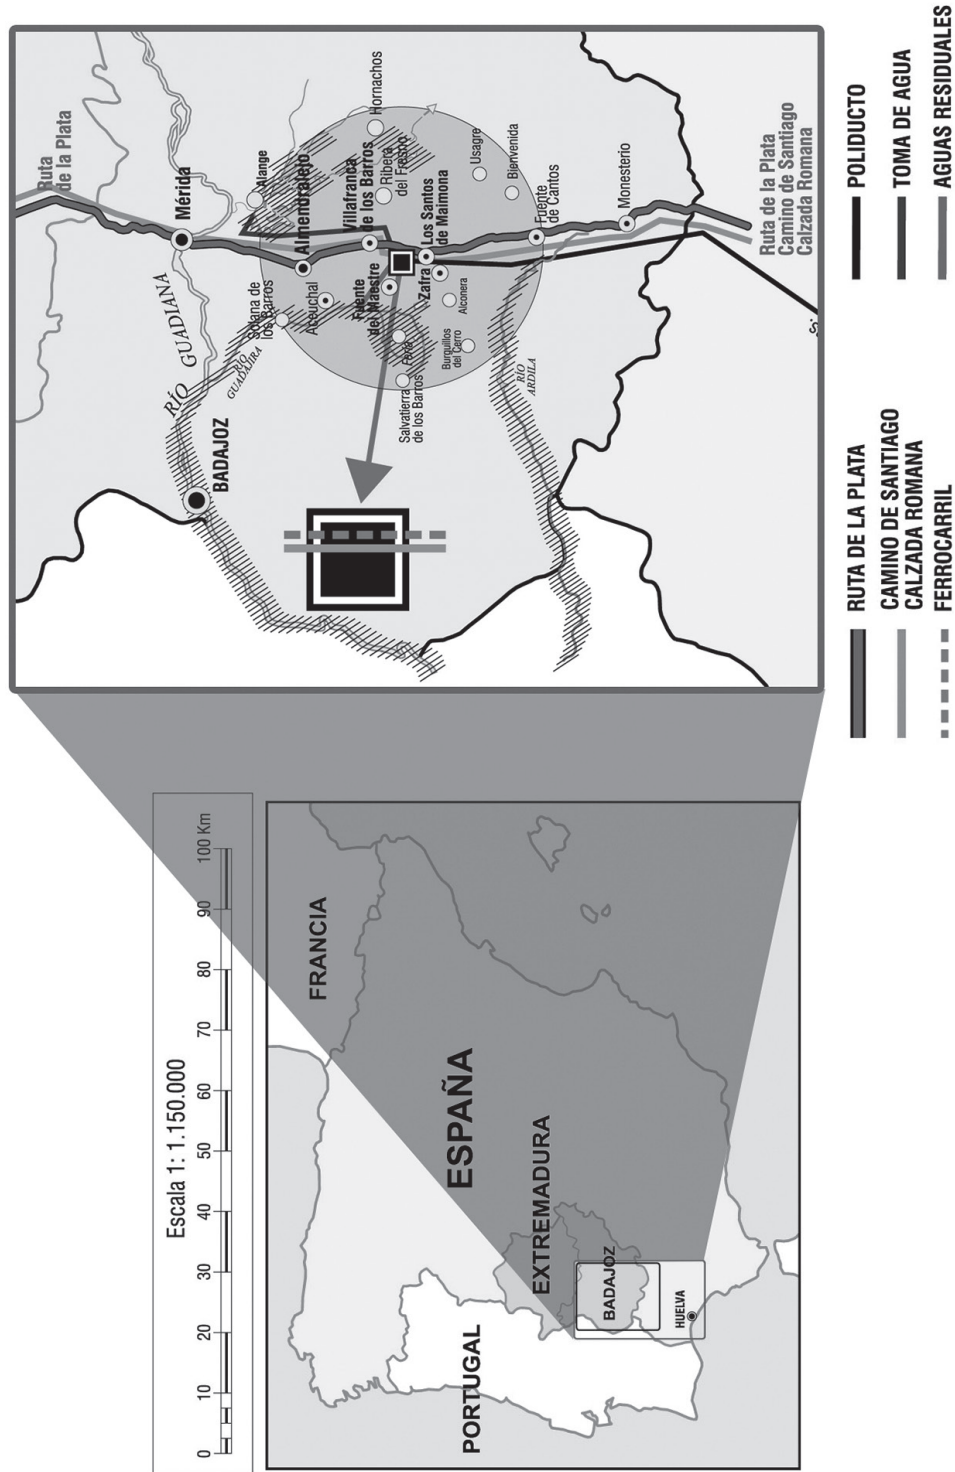 Escala 1: 1.150.000
0 10 20 30 40 50 60 70 80 90 100 Km
FRANCIA
ESPAÑA
PORTUGAL
EXTREMADURA
BADAJOZ
HUELVA
Ruta
de la Plata
Mérida
RÍO GUADIANA
BADAJOZ
Alange
Almendralejo
Solana de
los Barros
RÍO
GUADAJIRA
Aceuchal
Villafranca
de los Barros
Hornachos
Ribera
del Fresno
Fuente
del Maestre
Feria
Salvatierra
de los Barros
Los Santos
de Maimona
Zafra
Alconera
Burguillos
del Cerro
Usagre
Bienvenida
Fuente
de Cantos
RÍO
ARDILA
Monesterio
Ruta de la Plata
Camino de Santiago
Calzada Romana
RUTA DE LA PLATA
CAMINO DE SANTIAGO
CALZADA ROMANA
FERROCARRIL
POLIDUCTO
TOMA DE AGUA
AGUAS RESIDUALES